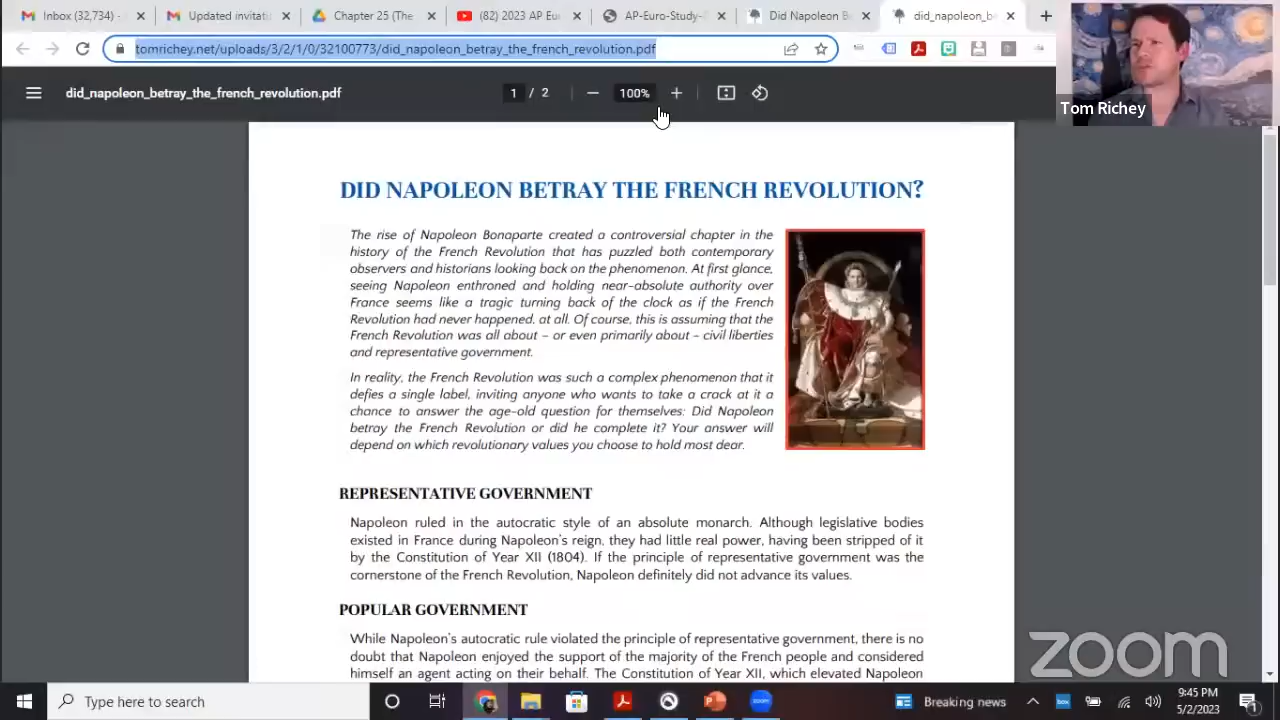 Inbox (32,734) -
Updated invitati
Chapter 25 (The
(82) 2023 AP Eu
AP-Euro-Study-
Did Napoleon B
did_napoleon_be
tomrichey.net/uploads/3/2/1/0/32100773/did_napoleon_betray_the_french_revolution.pdf
did_napoleon_betray_the_french_revolution.pdf
1 / 2
100%
Tom Richey
DID NAPOLEON BETRAY THE FRENCH REVOLUTION?
The rise of Napoleon Bonaparte created a controversial chapter in the
history of the French Revolution that has puzzled both contemporary
observers and historians looking back on the phenomenon. At first glance,
seeing Napoleon enthroned and holding near-absolute authority over
France seems like a tragic turning back of the clock as if the French
Revolution had never happened. at all. Of course, this is assuming that the
French Revolution was all about – or even primarily about – civil liberties
and representative government.
In reality, the French Revolution was such a complex phenomenon that it
defies a single label, inviting anyone who wants to take a crack at it a
chance to answer the age-old question for themselves: Did Napoleon
betray the French Revolution or did he complete it? Your answer will
depend on which revolutionary values you choose to hold most dear.
REPRESENTATIVE GOVERNMENT
Napoleon ruled in the autocratic style of an absolute monarch. Although legislative bodies
existed in France during Napoleon's reign, they had little real power, having been stripped of it
by the Constitution of Year XII (1804). If the principle of representative government was the
cornerstone of the French Revolution, Napoleon definitely did not advance its values.
POPULAR GOVERNMENT
While Napoleon's autocratic rule violated the principle of representative government, there is no
doubt that Napoleon enjoyed the support of the majority of the French people and considered
himself an agent acting on their behalf. The Constitution of Year XII, which elevated Napoleon
zoom
Type here to search
zoom
Breaking news
box
9:45 PM
5/2/2023
1